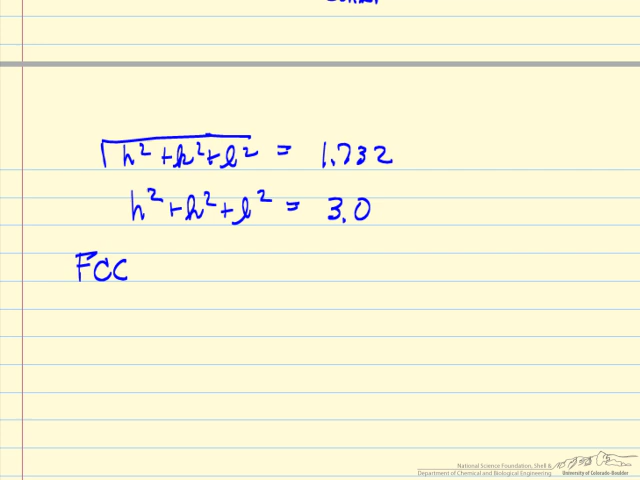 √h² + k² + l² = 1.732
h² + k² + l² = 3.0
FCC
National Science Foundation, Shell &
Department of Chemical and Biological Engineering
University of Colorado-Boulder